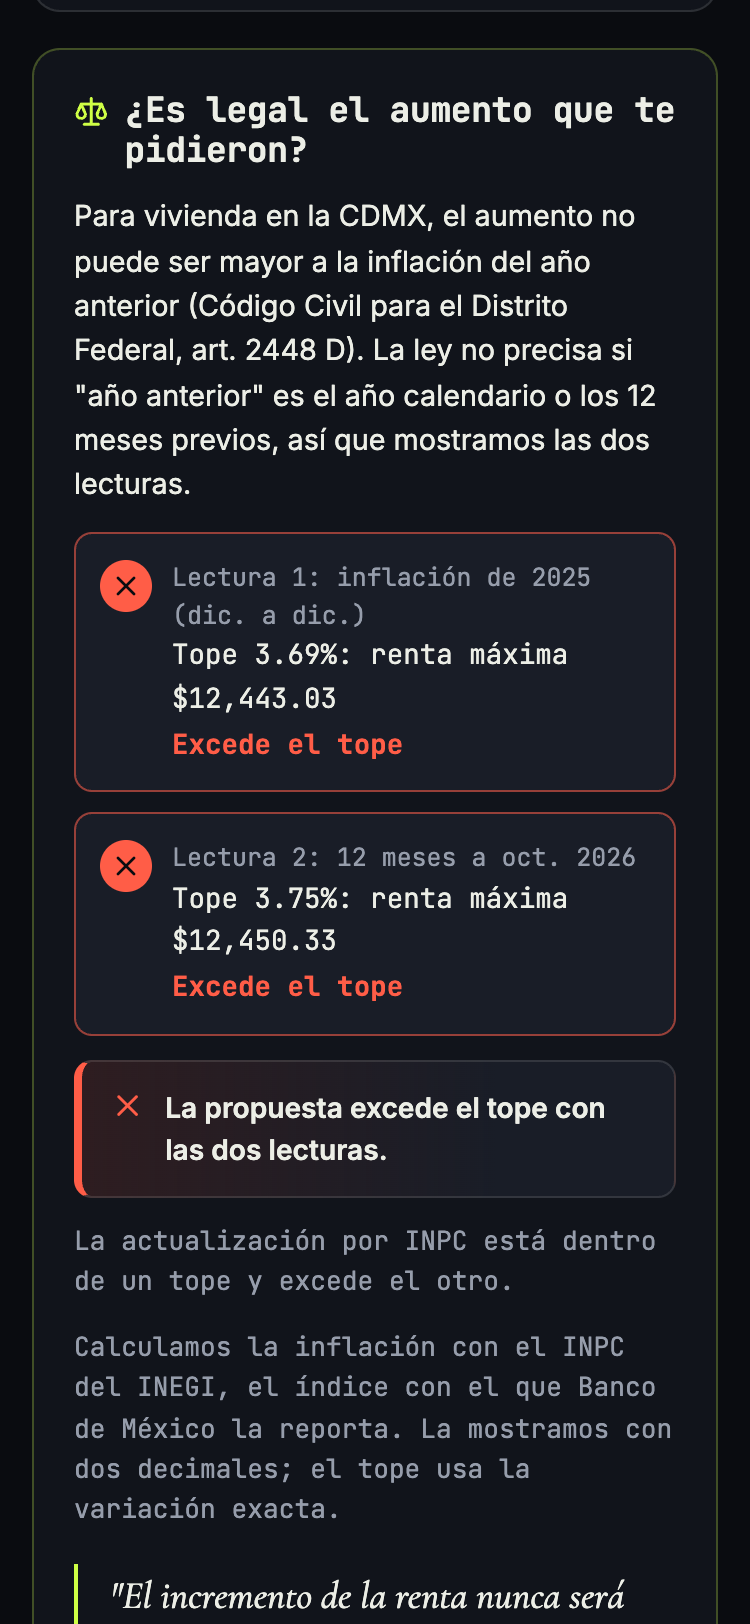 ¿Es legal el aumento que te
pidieron?
Para vivienda en la CDMX, el aumento no
puede ser mayor a la inflación del año
anterior (Código Civil para el Distrito
Federal, art. 2448 D). La ley no precisa si
"año anterior" es el año calendario o los 12
meses previos, así que mostramos las dos
lecturas.
Lectura 1: inflación de 2025
(dic. a dic.)
Tope 3.69%: renta máxima
$12,443.03
Excede el tope
Lectura 2: 12 meses a oct. 2026
Tope 3.75%: renta máxima
$12,450.33
Excede el tope
La propuesta excede el tope con
las dos lecturas.
La actualización por INPC está dentro
de un tope y excede el otro.
Calculamos la inflación con el INPC
del INEGI, el índice con el que Banco
de México la reporta. La mostramos con
dos decimales; el tope usa la
variación exacta.
"El incremento de la renta nunca será